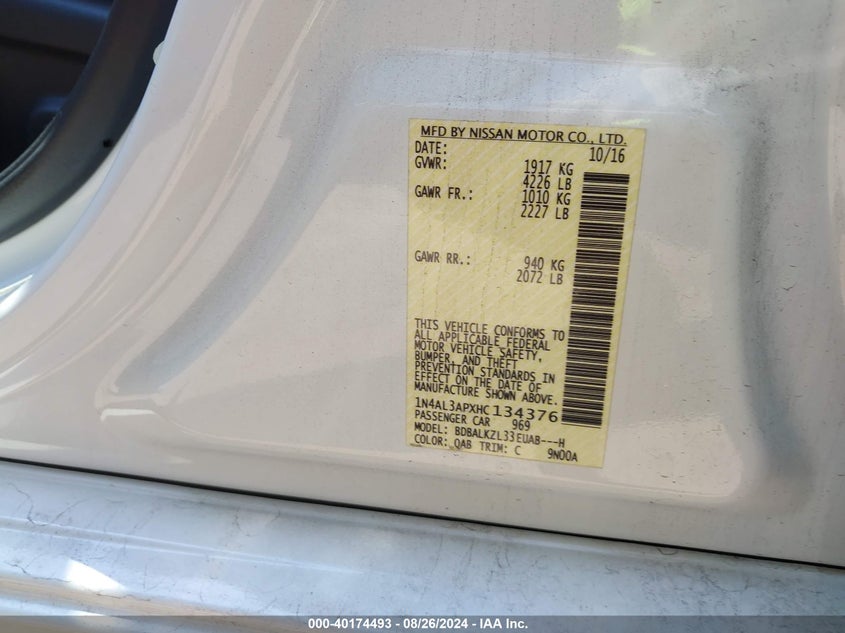 MFD BY NISSAN MOTOR CO., LTD.
DATE: 10/16
GVWR: 1917 KG
4226 LB
GAWR FR.: 1010 KG
2227 LB
GAWR RR.: 940 KG
2072 LB
THIS VEHICLE CONFORMS TO
ALL APPLICABLE FEDERAL
MOTOR VEHICLE SAFETY,
BUMPER, AND THEFT
PREVENTION STANDARDS IN
EFFECT ON THE DATE OF
MANUFACTURE SHOWN ABOVE.
1N4AL3APXHC134376
PASSENGER CAR 969
MODEL: BDBALKZL33EUAB---H
COLOR: QAB TRIM: C 9N00A
000-40174493 - 08/26/2024 - IAA Inc.